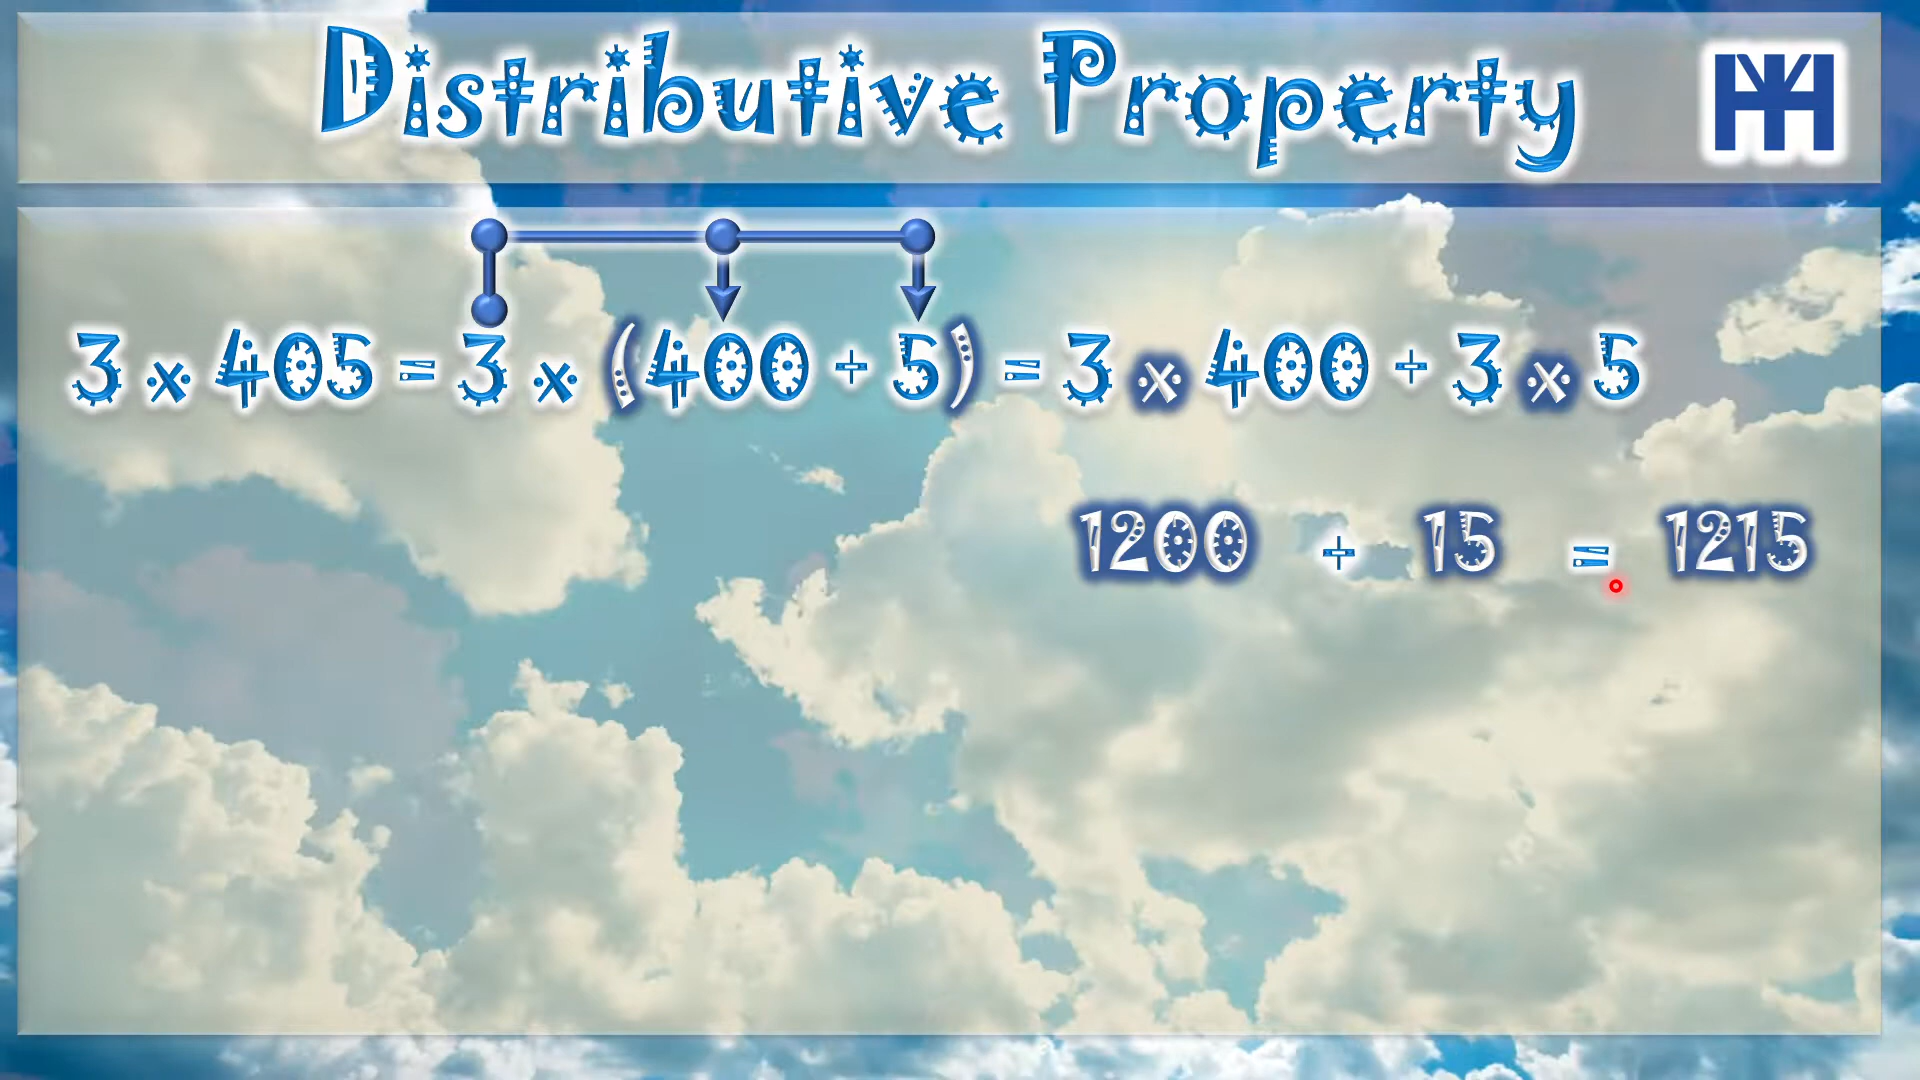 Distributive Property
3 x 405 = 3 x (400 + 5) = 3 x 400 + 3 x 5
1200 + 15 = 1215